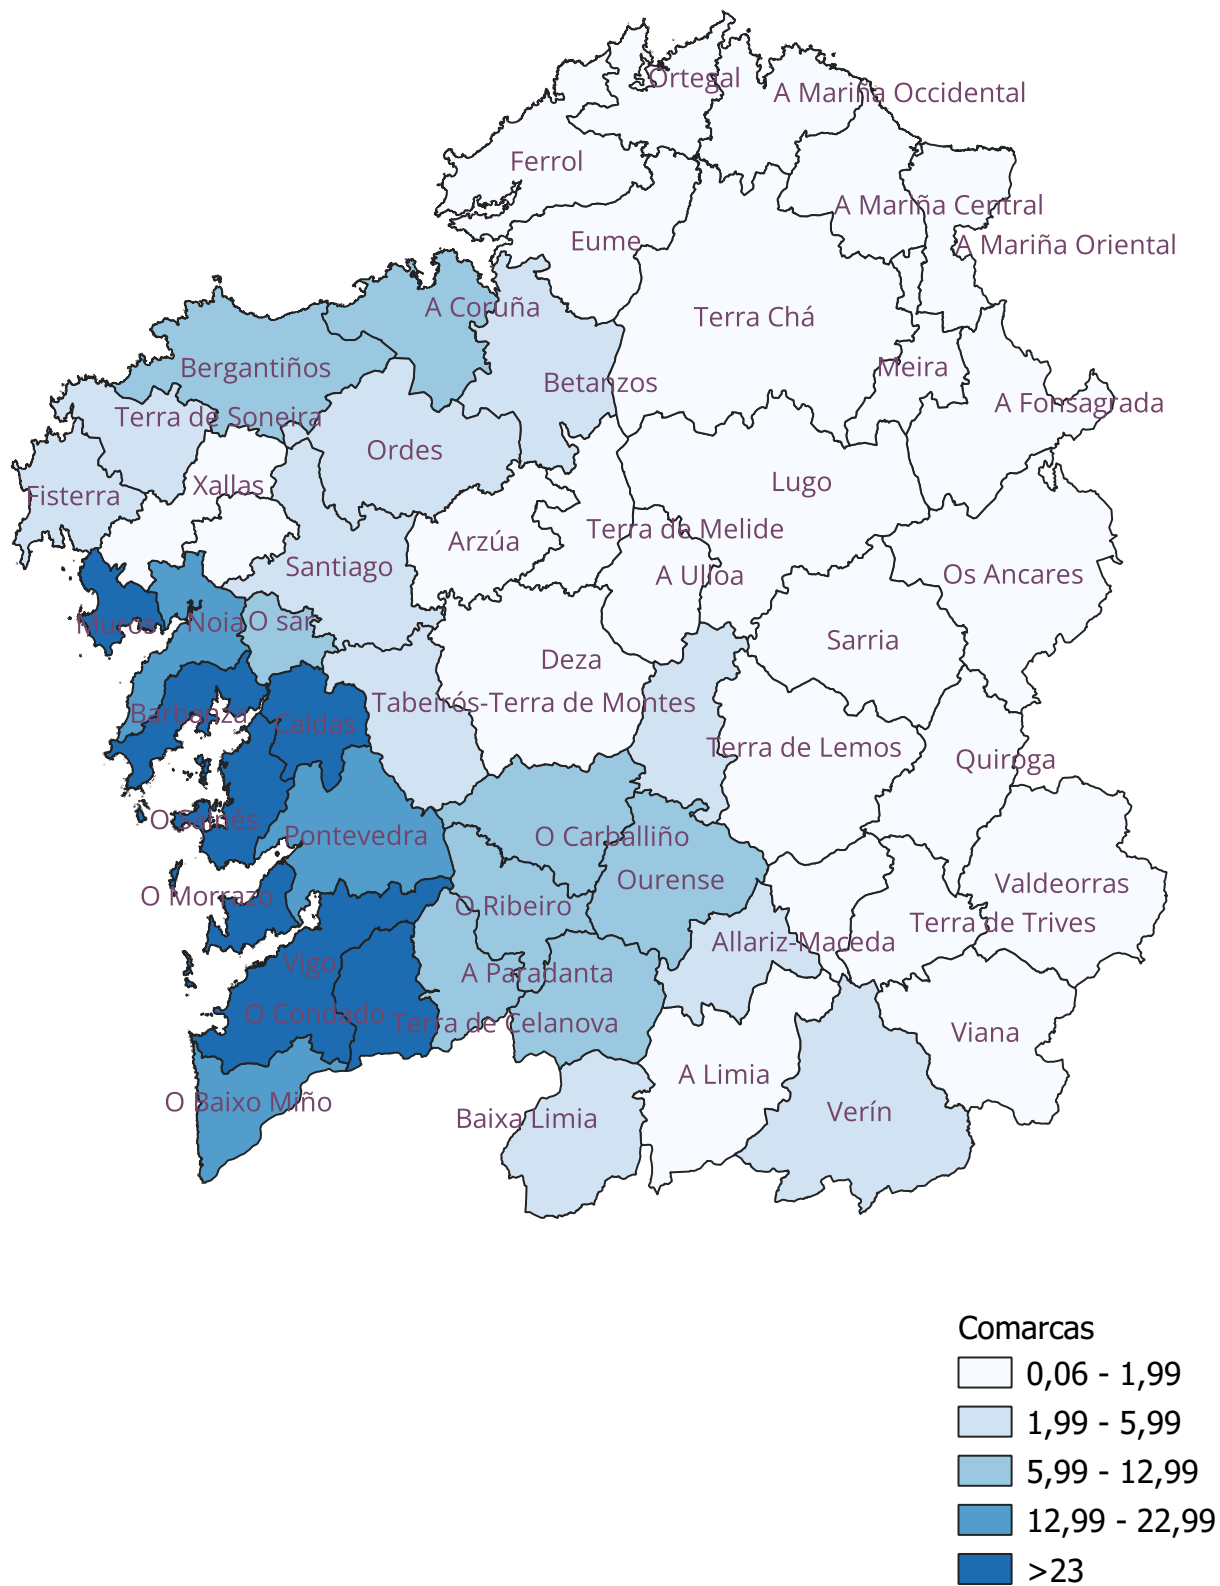 Ortegal
A Mariña Occidental
Ferrol
A Mariña Central
Eume
A Mariña Oriental
A Coruña
Terra Chá
Bergantiños
Meira
Betanzos
A Fonsagrada
Terra de Soneira
Ordes
Xallas
Lugo
Fisterra
Terra de Melide
Arzúa
Santiago
A Ulloa
Os Ancares
Muros
Noia
O sar
Sarria
Deza
Tabeirós-Terra de Montes
Barbanza
Caldas
Terra de Lemos
Quiroga
O Salnés
Pontevedra
O Carballiño
Ourense
Valdeorras
O Morrazo
O Ribeiro
Terra de Trives
Allariz-Maceda
Vigo
A Paradanta
O Condado
Terra de Celanova
Viana
A Limia
O Baixo Miño
Baixa Limia
Verín
Comarcas
0,06 - 1,99
1,99 - 5,99
5,99 - 12,99
12,99 - 22,99
>23